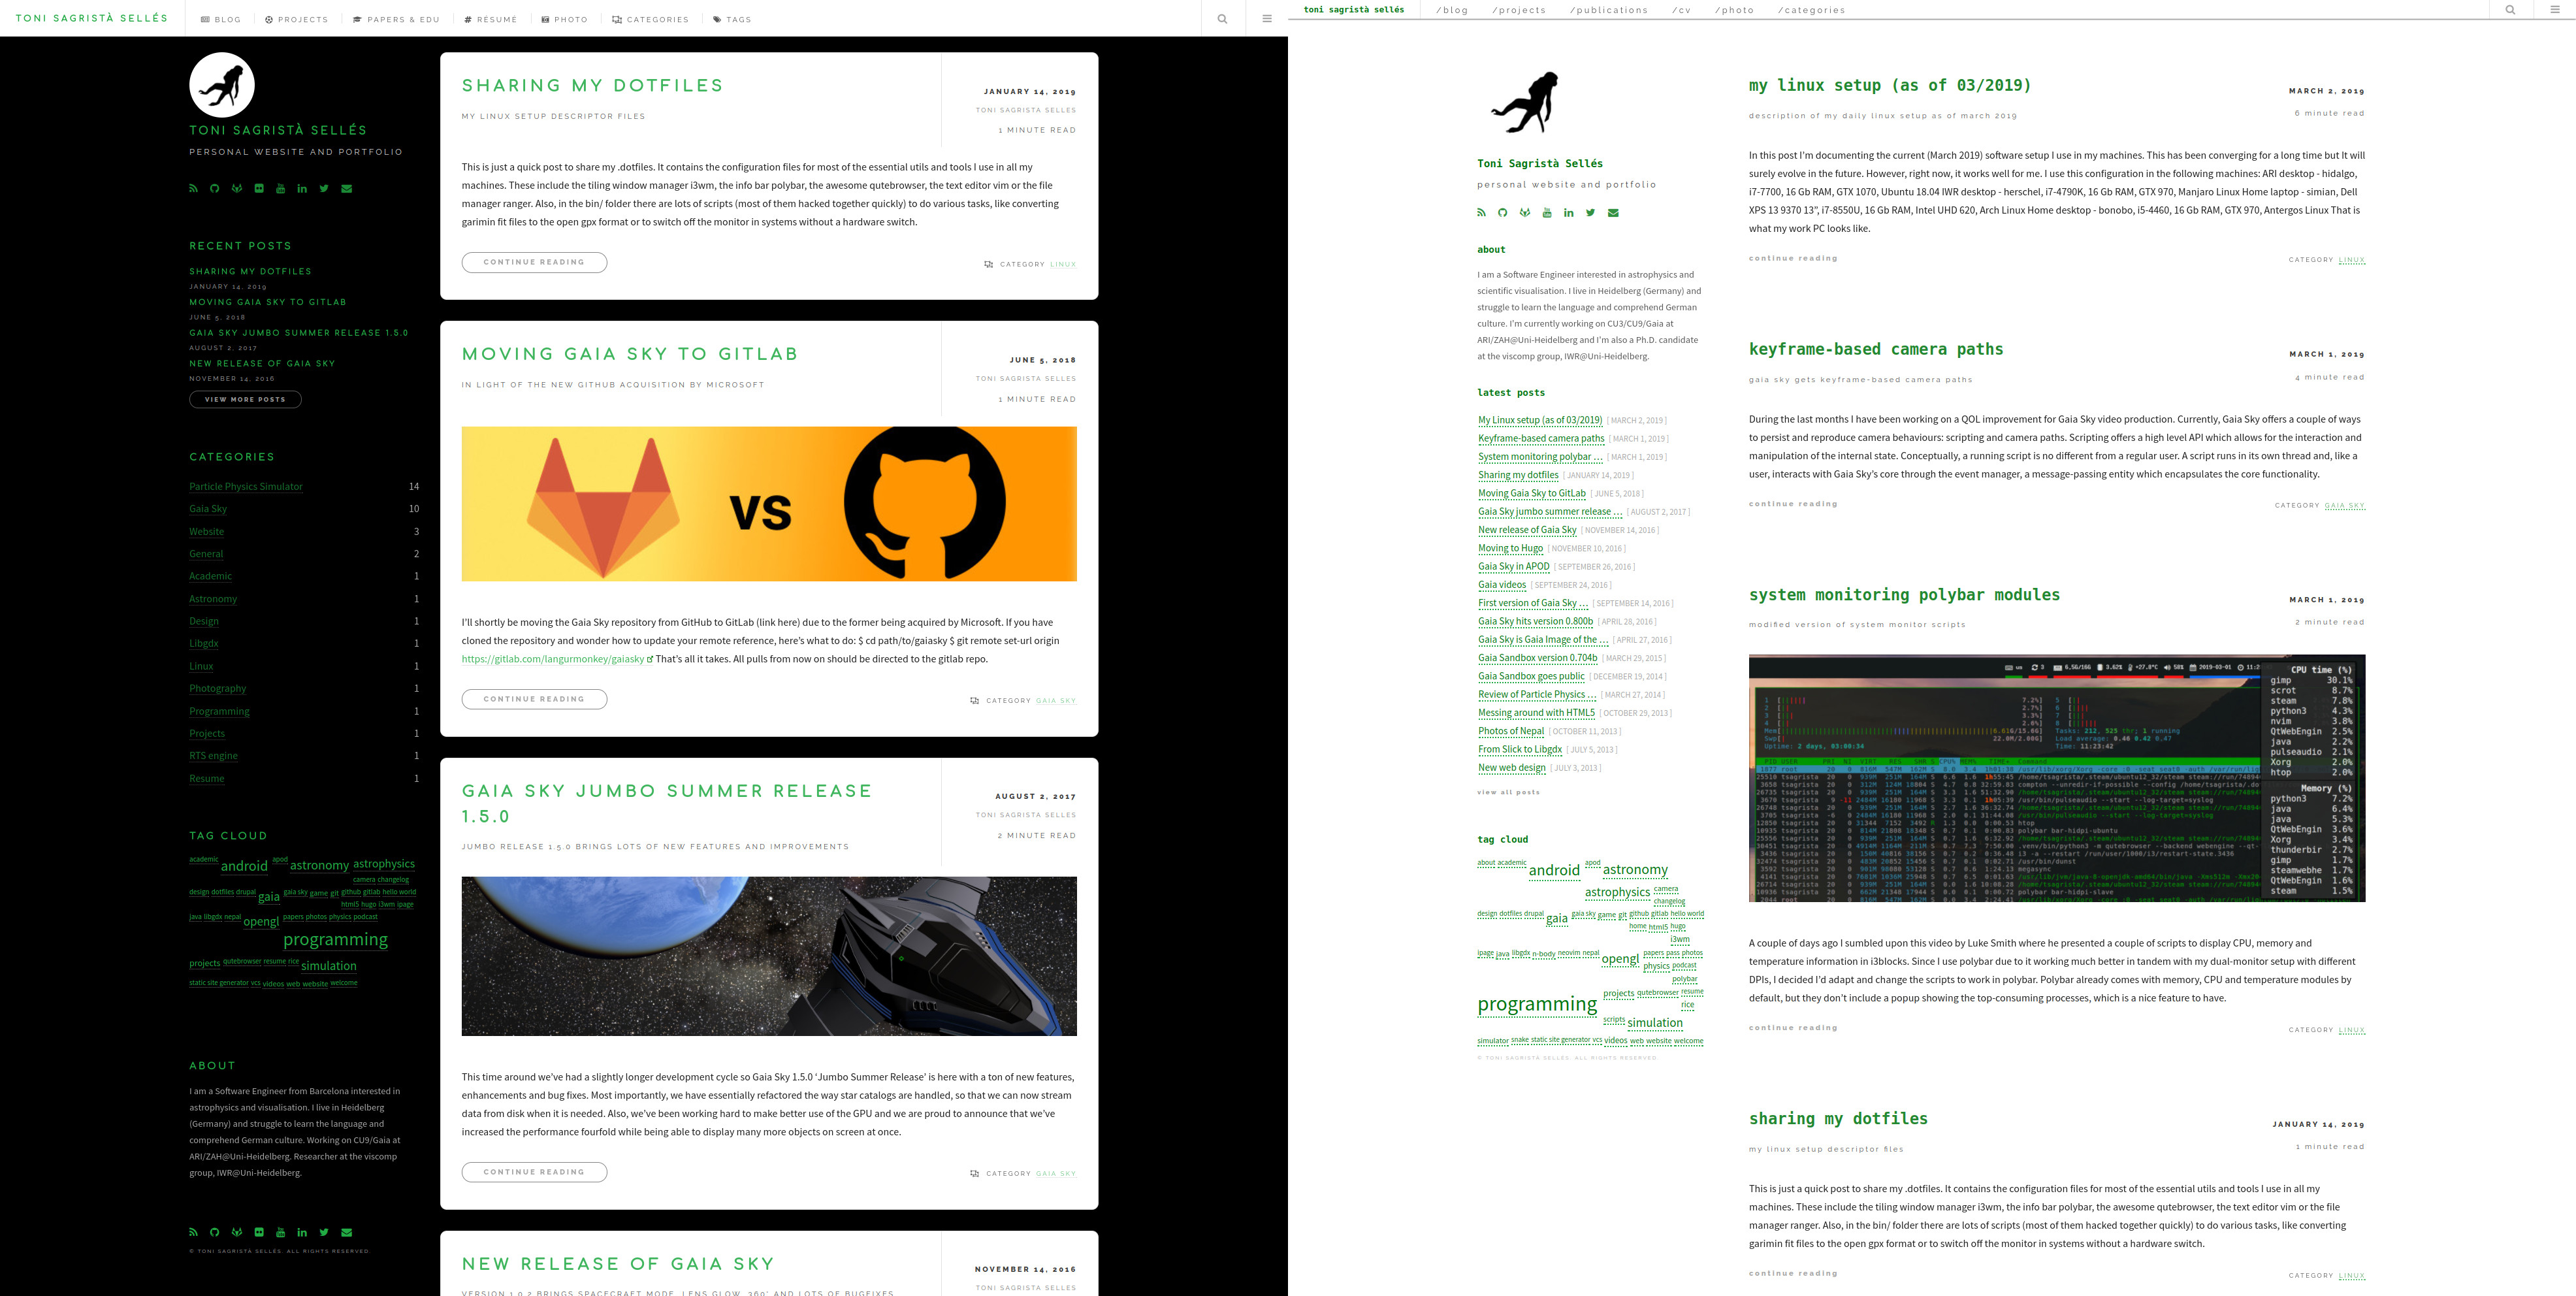 TONI SAGRISTÀ SELLÉS
BLOG
PROJECTS
PAPERS & EDU
RÉSUMÉ
PHOTO
CATEGORIES
TAGS
TONI SAGRISTÀ SELLÉS
PERSONAL WEBSITE AND PORTFOLIO
RECENT POSTS
SHARING MY DOTFILES
JANUARY 14, 2019
MOVING GAIA SKY TO GITLAB
JUNE 5, 2018
GAIA SKY JUMBO SUMMER RELEASE 1.5.0
AUGUST 2, 2017
NEW RELEASE OF GAIA SKY
NOVEMBER 14, 2016
VIEW MORE POSTS
CATEGORIES
Particle Physics Simulator 14
Gaia Sky 10
Website 3
General 2
Academic 1
Astronomy 1
Design 1
Libgdx 1
Linux 1
Photography 1
Programming 1
Projects 1
RTS engine 1
Resume 1
TAG CLOUD
academic android apod astronomy astrophysics
camera changelog
design dotfiles drupal gaia gaia sky game git github gitlab hello world
html5 hugo i3wm ipage
java libgdx nepal opengl papers photos physics podcast
programming
projects qutebrowser resume rice simulation
static site generator vcs videos web website welcome
ABOUT
I am a Software Engineer from Barcelona interested in
astrophysics and visualisation. I live in Heidelberg
(Germany) and struggle to learn the language and
comprehend German culture. Working on CU9/Gaia at
ARI/ZAH@Uni-Heidelberg. Researcher at the viscomp
group, IWR@Uni-Heidelberg.
© TONI SAGRISTÀ SELLÉS. ALL RIGHTS RESERVED
SHARING MY DOTFILES
MY LINUX SETUP DESCRIPTOR FILES
JANUARY 14, 2019
TONI SAGRISTÀ SELLÉS
1 MINUTE READ
This is just a quick post to share my .dotfiles. It contains the configuration files for most of the essential utils and tools I use in all my
machines. These include the tiling window manager i3wm, the info bar polybar, the awesome qutebrowser, the text editor vim or the file
manager ranger. Also, in the bin/ folder there are lots of scripts (most of them hacked together quickly) to do various tasks, like converting
garimin fit files to the open gpx format or to switch off the monitor in systems without a hardware switch.
CONTINUE READING
CATEGORY LINUX
MOVING GAIA SKY TO GITLAB
IN LIGHT OF THE NEW GITHUB ACQUISITION BY MICROSOFT
JUNE 5, 2018
TONI SAGRISTÀ SELLÉS
1 MINUTE READ
VS
I'll shortly be moving the Gaia Sky repository from GitHub to GitLab (link here) due to the former being acquired by Microsoft. If you have
cloned the repository and wonder how to update your remote reference, here's what to do: $ cd path/to/gaiasky $ git remote set-url origin
https://gitlab.com/langurmonkey/gaiasky That's all it takes. All pulls from now on should be directed to the gitlab repo.
CONTINUE READING
CATEGORY GAIA SKY
GAIA SKY JUMBO SUMMER RELEASE
1.5.0
JUMBO RELEASE 1.5.0 BRINGS LOTS OF NEW FEATURES AND IMPROVEMENTS
AUGUST 2, 2017
TONI SAGRISTÀ SELLÉS
2 MINUTE READ
This time around we've had a slightly longer development cycle so Gaia Sky 1.5.0 'Jumbo Summer Release' is here with a ton of new features,
enhancements and bug fixes. Most importantly, we have essentially refactored the way star catalogs are handled, so that we can now stream
data from disk when it is needed. Also, we've been working hard to make better use of the GPU and we are proud to announce that we've
increased the performance fourfold while being able to display many more objects on screen at once.
CONTINUE READING
CATEGORY GAIA SKY
NEW RELEASE OF GAIA SKY
VERSION 1.0.2 BRINGS SPACECRAFT MODE, LENS GLOW, 360° AND LOTS OF BUGFIXES
NOVEMBER 14, 2016
TONI SAGRISTÀ SELLÉS
toni sagristà sellés
/blog
/projects
/publications
/cv
/photo
/categories
Toni Sagristà Sellés
personal website and portfolio
about
I am a Software Engineer interested in astrophysics and
scientific visualisation. I live in Heidelberg (Germany) and
struggle to learn the language and comprehend German
culture. I'm currently working on CU3/CU9/Gaia at
ARI/ZAH@Uni-Heidelberg and I'm also a Ph.D. candidate
at the viscomp group, IWR@Uni-Heidelberg.
latest posts
My Linux setup (as of 03/2019) [ MARCH 2, 2019 ]
Keyframe-based camera paths [ MARCH 1, 2019 ]
System monitoring polybar … [ MARCH 1, 2019 ]
Sharing my dotfiles [ JANUARY 14, 2019 ]
Moving Gaia Sky to GitLab [ JUNE 5, 2018 ]
Gaia Sky jumbo summer release … [ AUGUST 2, 2017 ]
New release of Gaia Sky [ NOVEMBER 14, 2016 ]
Moving to Hugo [ NOVEMBER 10, 2016 ]
Gaia Sky in APOD [ SEPTEMBER 26, 2016 ]
Gaia videos [ SEPTEMBER 24, 2016 ]
First version of Gaia Sky … [ SEPTEMBER 14, 2016 ]
Gaia Sky hits version 0.800b [ APRIL 28, 2016 ]
Gaia Sky is Gaia Image of the … [ APRIL 27, 2016 ]
Gaia Sandbox version 0.704b [ MARCH 29, 2015 ]
Gaia Sandbox goes public [ DECEMBER 19, 2014 ]
Review of Particle Physics … [ MARCH 27, 2014 ]
Messing around with HTML5 [ OCTOBER 29, 2013 ]
Photos of Nepal [ OCTOBER 11, 2013 ]
From Slick to Libgdx [ JULY 5, 2013 ]
New web design [ JULY 3, 2013 ]
view all posts
tag cloud
about academic android apod astronomy
astrophysics camera
changelog
design dotfiles drupal gaia gaia sky game git github gitlab hello world
home html5 hugo
i3wm
ipage java libgdx n-body neovim nepal opengl papers pass photos
physics podcast
polybar
programming projects qutebrowser resume
rice
scripts simulation
simulator snake static site generator vcs videos web website welcome
© TONI SAGRISTÀ SELLÉS. ALL RIGHTS RESERVED
my linux setup (as of 03/2019)
description of my daily linux setup as of march 2019
MARCH 2, 2019
6 minute read
In this post I'm documenting the current (March 2019) software setup I use in my machines. This has been converging for a long time but It will
surely evolve in the future. However, right now, it works well for me. I use this configuration in the following machines: ARI desktop - hidalgo,
i7-7700, 16 Gb RAM, GTX 1070, Ubuntu 18.04 IWR desktop - herschel, i7-4790K, 16 Gb RAM, GTX 970, Manjaro Linux Home laptop - simian, Dell
XPS 13 9370 13”, i7-8550U, 16 Gb RAM, Intel UHD 620, Arch Linux Home desktop - bonobo, i5-4460, 16 Gb RAM, GTX 970, Antergos Linux That is
what my work PC looks like.
continue reading
CATEGORY LINUX
keyframe-based camera paths
gaia sky gets keyframe-based camera paths
MARCH 1, 2019
4 minute read
During the last months I have been working on a QOL improvement for Gaia Sky video production. Currently, Gaia Sky offers a couple of ways
to persist and reproduce camera behaviours: scripting and camera paths. Scripting offers a high level API which allows for the interaction and
manipulation of the internal state. Conceptually, a running script is no different from a regular user. A script runs in its own thread and, like a
user, interacts with Gaia Sky's core through the event manager, a message-passing entity which encapsulates the core functionality.
continue reading
CATEGORY GAIA SKY
system monitoring polybar modules
modified version of system monitor scripts
MARCH 1, 2019
2 minute read
CPU time (%)
gimp 30.1%
scrot 8.7%
steam 7.8%
python3 4.3%
nvim 3.8%
QtWebEngin 2.5%
java 2.2%
pulseaudio 2.1%
Xorg 2.0%
htop 2.0%
Memory (%)
python3 7.2%
java 6.4%
java 5.3%
QtWebEngin 3.6%
Xorg 3.4%
thunderbir 2.7%
gimp 1.7%
steamwebhe 1.7%
QtWebEngin 1.6%
steam 1.5%
A couple of days ago I sumbled upon this video by Luke Smith where he presented a couple of scripts to display CPU, memory and
temperature information in i3blocks. Since I use polybar due to it working much better in tandem with my dual-monitor setup with different
DPIs, I decided I'd adapt and change the scripts to work in polybar. Polybar already comes with memory, CPU and temperature modules by
default, but they don't include a popup showing the top-consuming processes, which is a nice feature to have.
continue reading
CATEGORY LINUX
sharing my dotfiles
my linux setup descriptor files
JANUARY 14, 2019
1 minute read
This is just a quick post to share my .dotfiles. It contains the configuration files for most of the essential utils and tools I use in all my
machines. These include the tiling window manager i3wm, the info bar polybar, the awesome qutebrowser, the text editor vim or the file
manager ranger. Also, in the bin/ folder there are lots of scripts (most of them hacked together quickly) to do various tasks, like converting
garimin fit files to the open gpx format or to switch off the monitor in systems without a hardware switch.
continue reading
CATEGORY LINUX